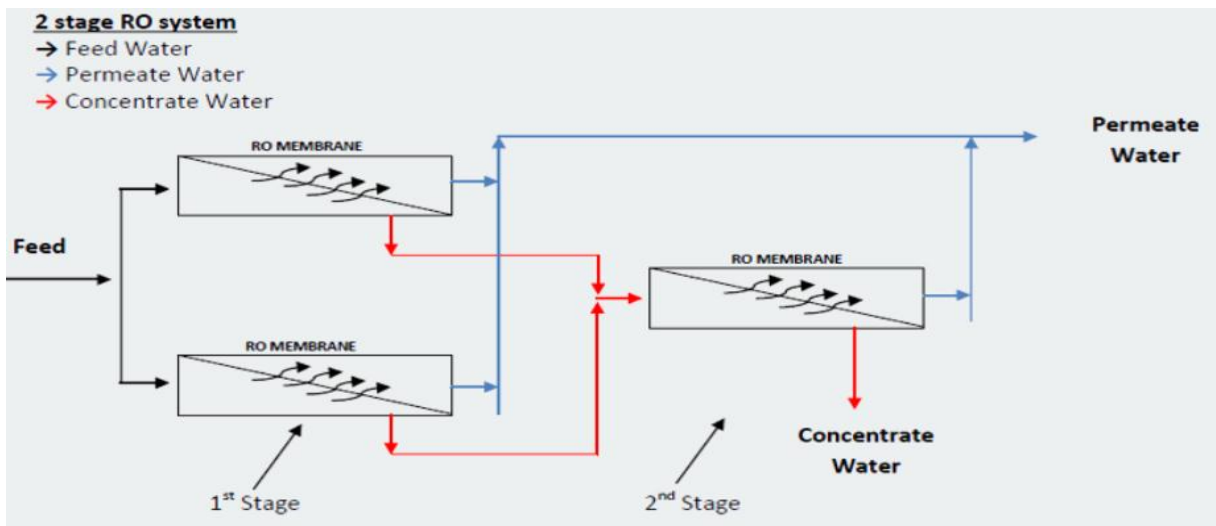 2 stage RO system
→ Feed Water
→ Permeate Water
→ Concentrate Water
RO MEMBRANE
Permeate
Water
Feed
RO MEMBRANE
RO MEMBRANE
Concentrate
Water
1st Stage
2nd Stage